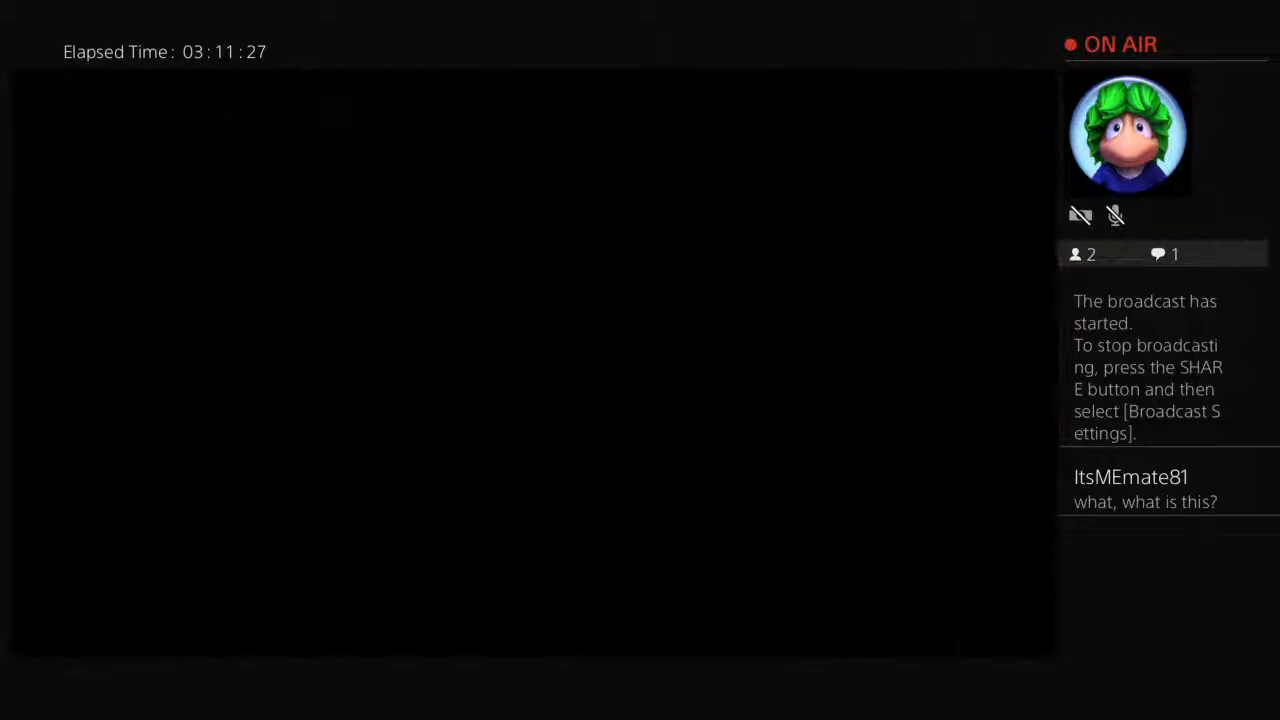 Elapsed Time: 03:11:27
ON AIR
2
1
The broadcast has
started.
To stop broadcasti
ng, press the SHAR
E button and then
select [Broadcast S
ettings].
ItsMEmate81
what, what is this?